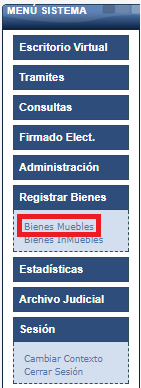 MENÚ SISTEMA
Escritorio Virtual
Tramites
Consultas
Firmado Elect.
Administración
Registrar Bienes
Bienes Muebles
Bienes InMuebles
Estadísticas
Archivo Judicial
Sesión
Cambiar Contexto
Cerrar Sesión